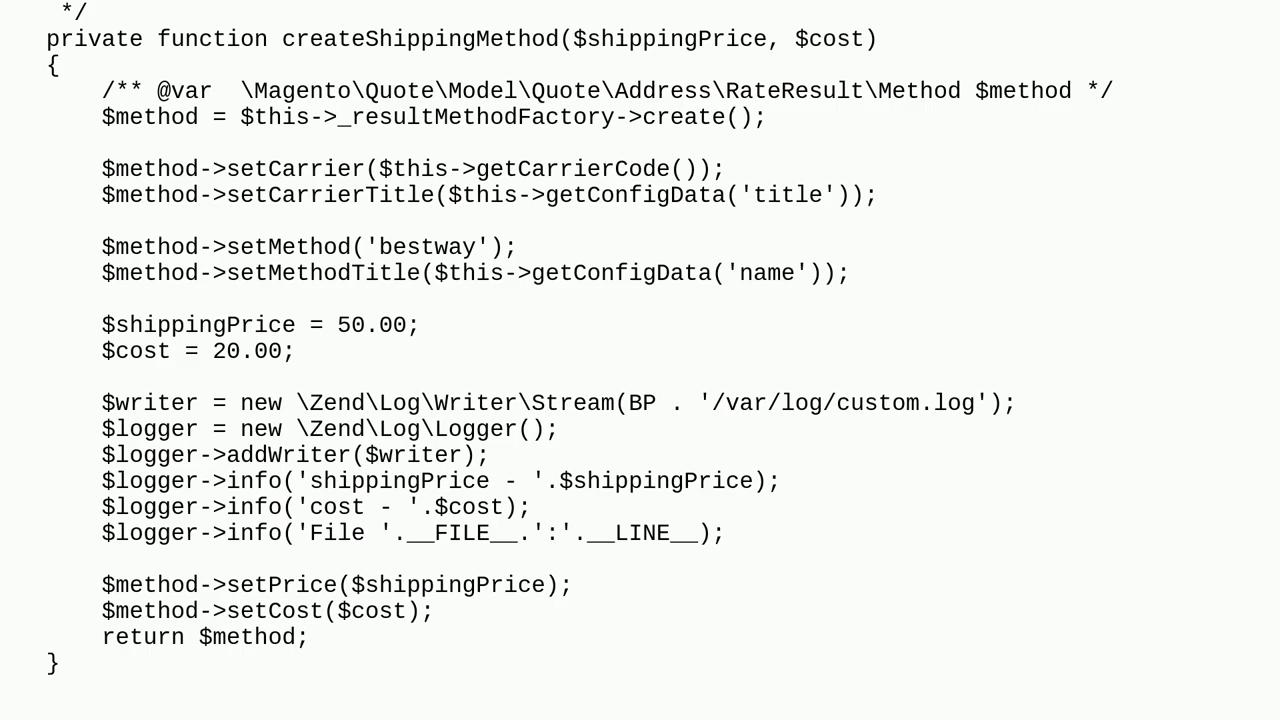 */
private function createShippingMethod($shippingPrice, $cost)
{
/** @var  \Magento\Quote\Model\Quote\Address\RateResult\Method $method */
$method = $this->_resultMethodFactory->create();
$method->setCarrier($this->getCarrierCode());
$method->setCarrierTitle($this->getConfigData('title'));
$method->setMethod('bestway');
$method->setMethodTitle($this->getConfigData('name'));
$shippingPrice = 50.00;
$cost = 20.00;
$writer = new \Zend\Log\Writer\Stream(BP . '/var/log/custom.log');
$logger = new \Zend\Log\Logger();
$logger->addWriter($writer);
$logger->info('shippingPrice - '.$shippingPrice);
$logger->info('cost - '.$cost);
$logger->info('File '.__FILE__.':'.__LINE__);
$method->setPrice($shippingPrice);
$method->setCost($cost);
return $method;
}